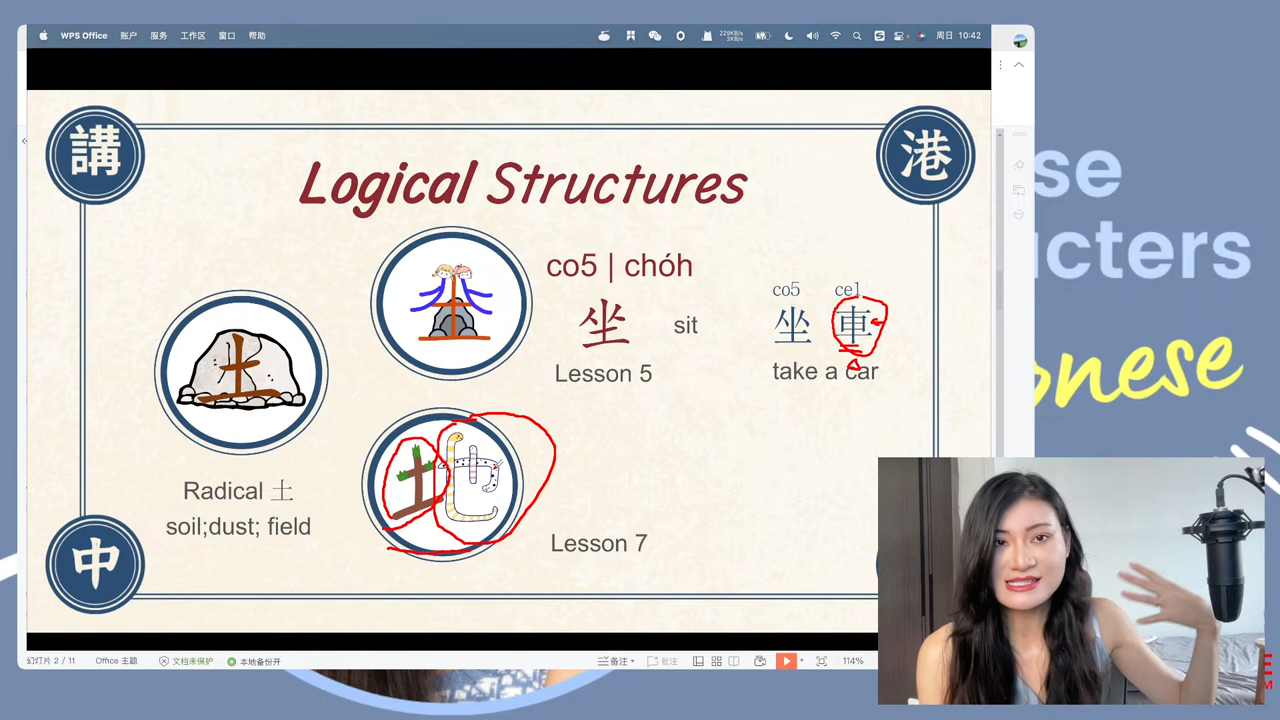 WPS Office 账户 服务 工作区 窗口 帮助 229KB/s 2KB/s 周日 10:42
講 港
Logical Structures
co5 | chóh
坐 sit
Lesson 5
co5 ce1
坐 車
take a car
土
Radical 土
soil;dust; field
地
Lesson 7
中
se
cters
nese
幻灯片 2 / 11 Office 主题 文档未保护 本地备份开 备注 批注 114%